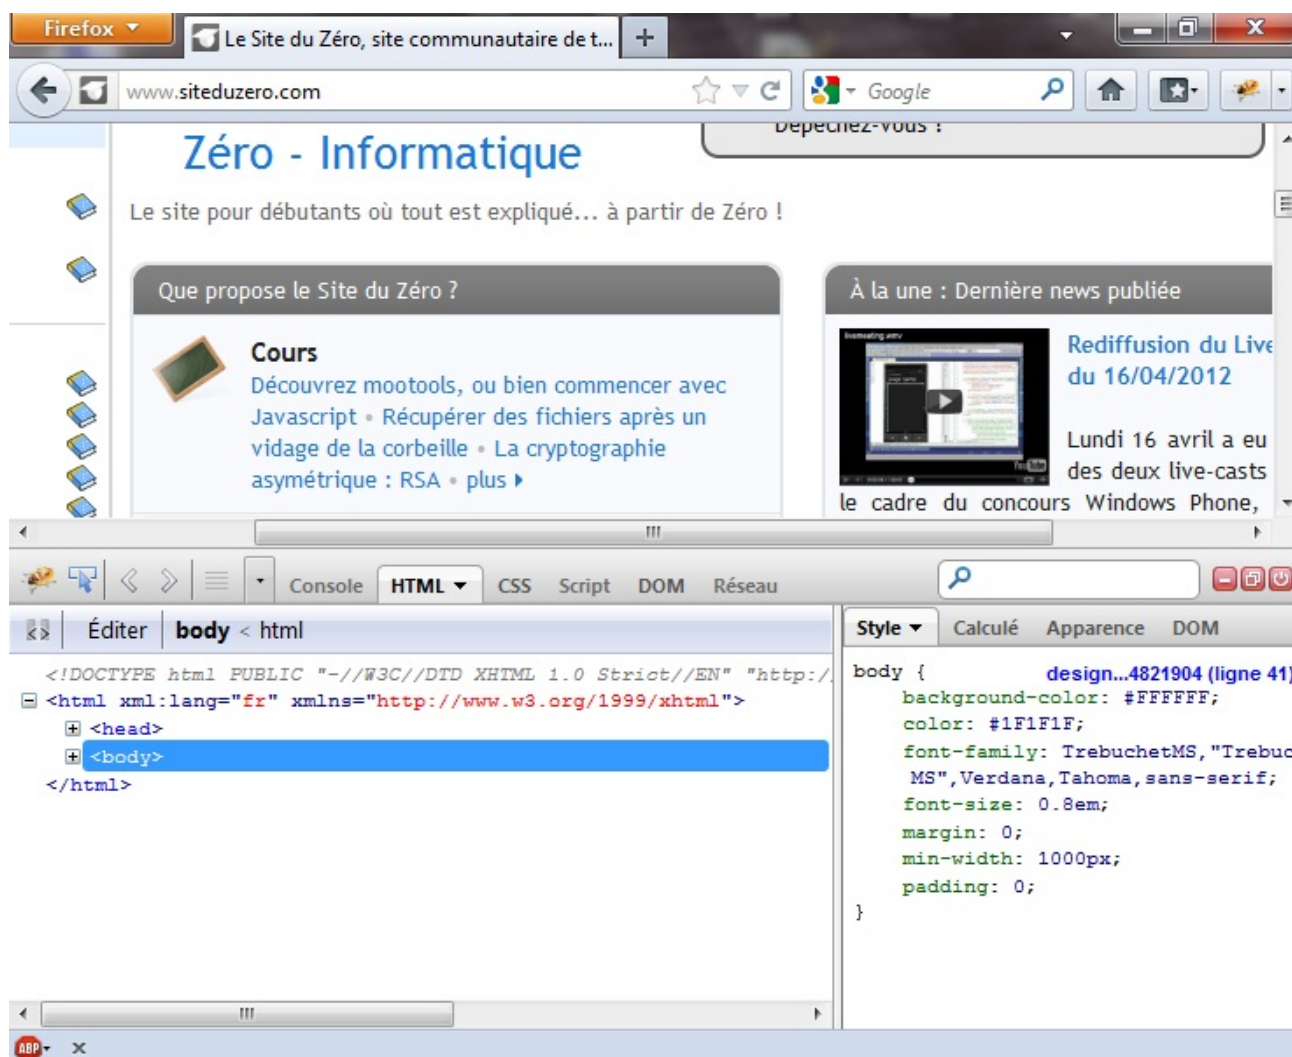 Firefox
Le Site du Zéro, site communautaire de t...
www.siteduzero.com
Google
Dépêchez-vous !
Zéro - Informatique
Le site pour débutants où tout est expliqué... à partir de Zéro !
Que propose le Site du Zéro ?
Cours
Découvrez mootools, ou bien commencer avec
Javascript • Récupérer des fichiers après un
vidage de la corbeille • La cryptographie
asymétrique : RSA • plus
À la une : Dernière news publiée
livemeeting.wmv
YouTube
Rediffusion du Live
du 16/04/2012
Lundi 16 avril a eu
des deux live-casts
le cadre du concours Windows Phone,
Console HTML CSS Script DOM Réseau
Éditer body < html
<!DOCTYPE html PUBLIC "-//W3C//DTD XHTML 1.0 Strict//EN" "http:/
<html xml:lang="fr" xmlns="http://www.w3.org/1999/xhtml">
<head>
<body>
</html>
Style Calculé Apparence DOM
body { design...4821904 (ligne 41)
background-color: #FFFFFF;
color: #1F1F1F;
font-family: TrebuchetMS,"Trebuc
MS",Verdana,Tahoma,sans-serif;
font-size: 0.8em;
margin: 0;
min-width: 1000px;
padding: 0;
}
ABP